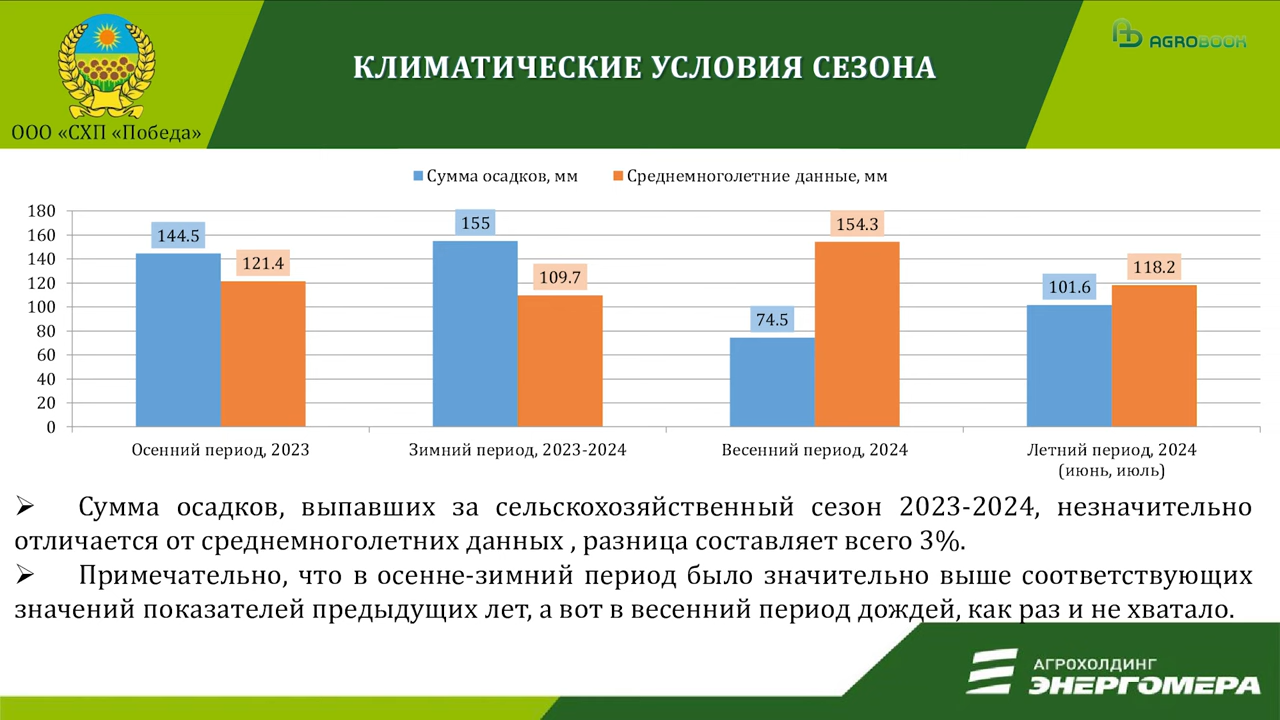 КЛИМАТИЧЕСКИЕ УСЛОВИЯ СЕЗОНА
AGROBOOK
ООО «СХП «Победа»
Сумма осадков, мм
Среднемноголетние данные, мм
180
160
140
120
100
80
60
40
20
0
144.5
121.4
155
109.7
74.5
154.3
101.6
118.2
Осенний период, 2023
Зимний период, 2023-2024
Весенний период, 2024
Летний период, 2024
(июнь, июль)
Сумма осадков, выпавших за сельскохозяйственный сезон 2023-2024, незначительно
отличается от среднемноголетних данных , разница составляет всего 3%.
Примечательно, что в осенне-зимний период было значительно выше соответствующих
значений показателей предыдущих лет, а вот в весенний период дождей, как раз и не хватало.
АГРОХОЛДИНГ
ЭНЕРГОМЕРА